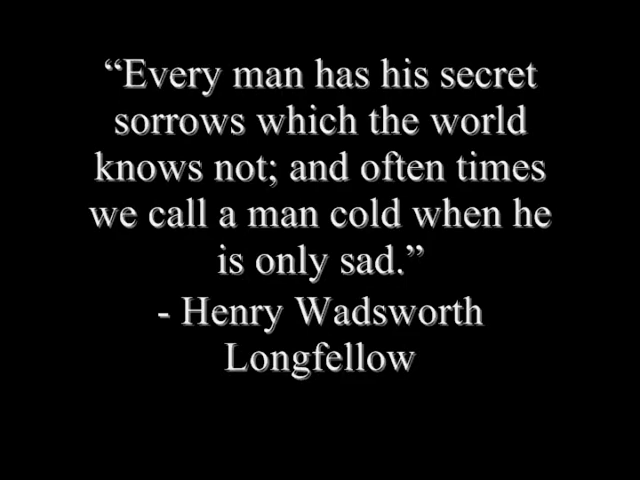 “Every man has his secret
sorrows which the world
knows not; and often times
we call a man cold when he
is only sad.”
- Henry Wadsworth
Longfellow